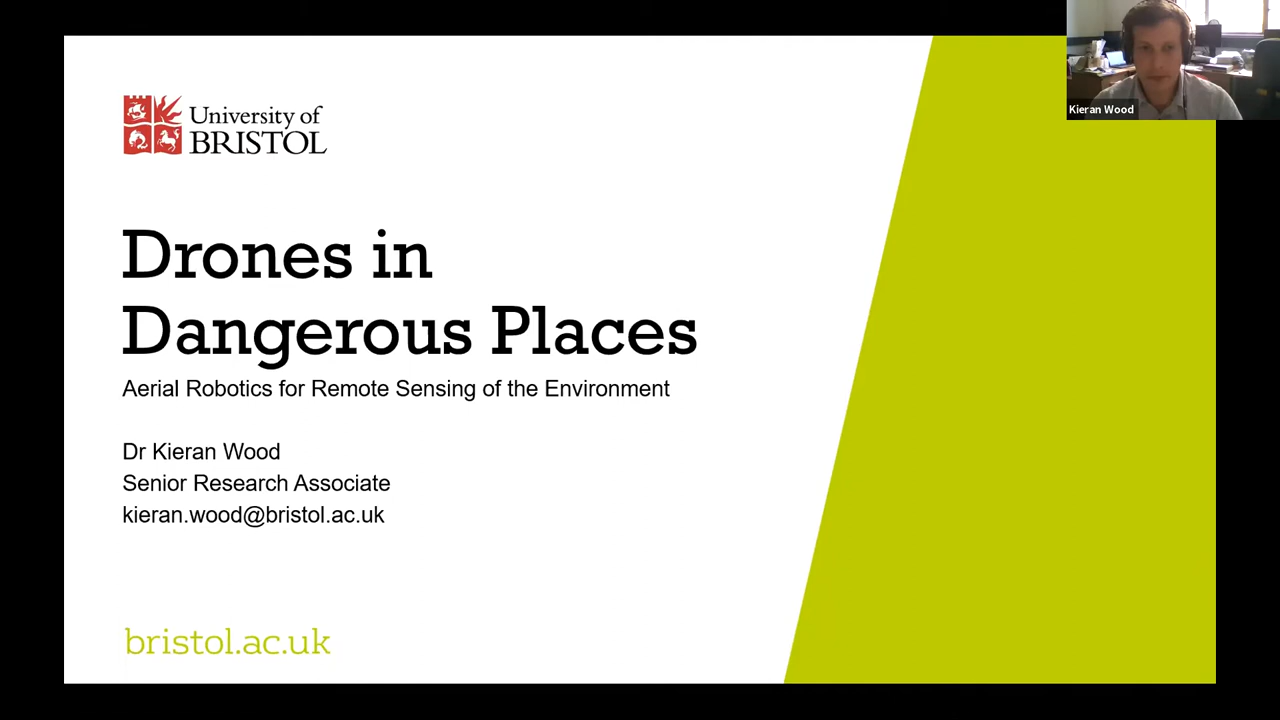 University of
BRISTOL
Kieran Wood
Drones in
Dangerous Places
Aerial Robotics for Remote Sensing of the Environment
Dr Kieran Wood
Senior Research Associate
kieran.wood@bristol.ac.uk
bristol.ac.uk